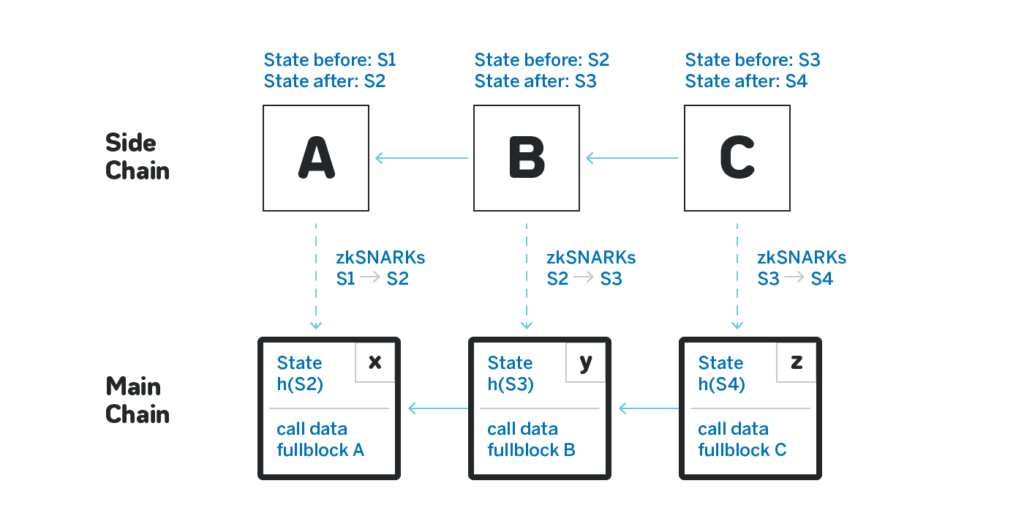 State before: S1
State after: S2
State before: S2
State after: S3
State before: S3
State after: S4
Side
Chain
A
B
C
zkSNARKs
S1 → S2
zkSNARKs
S2 → S3
zkSNARKs
S3 → S4
Main
Chain
State
h(S2)
x
call data
fullblock A
State
h(S3)
y
call data
fullblock B
State
h(S4)
z
call data
fullblock C